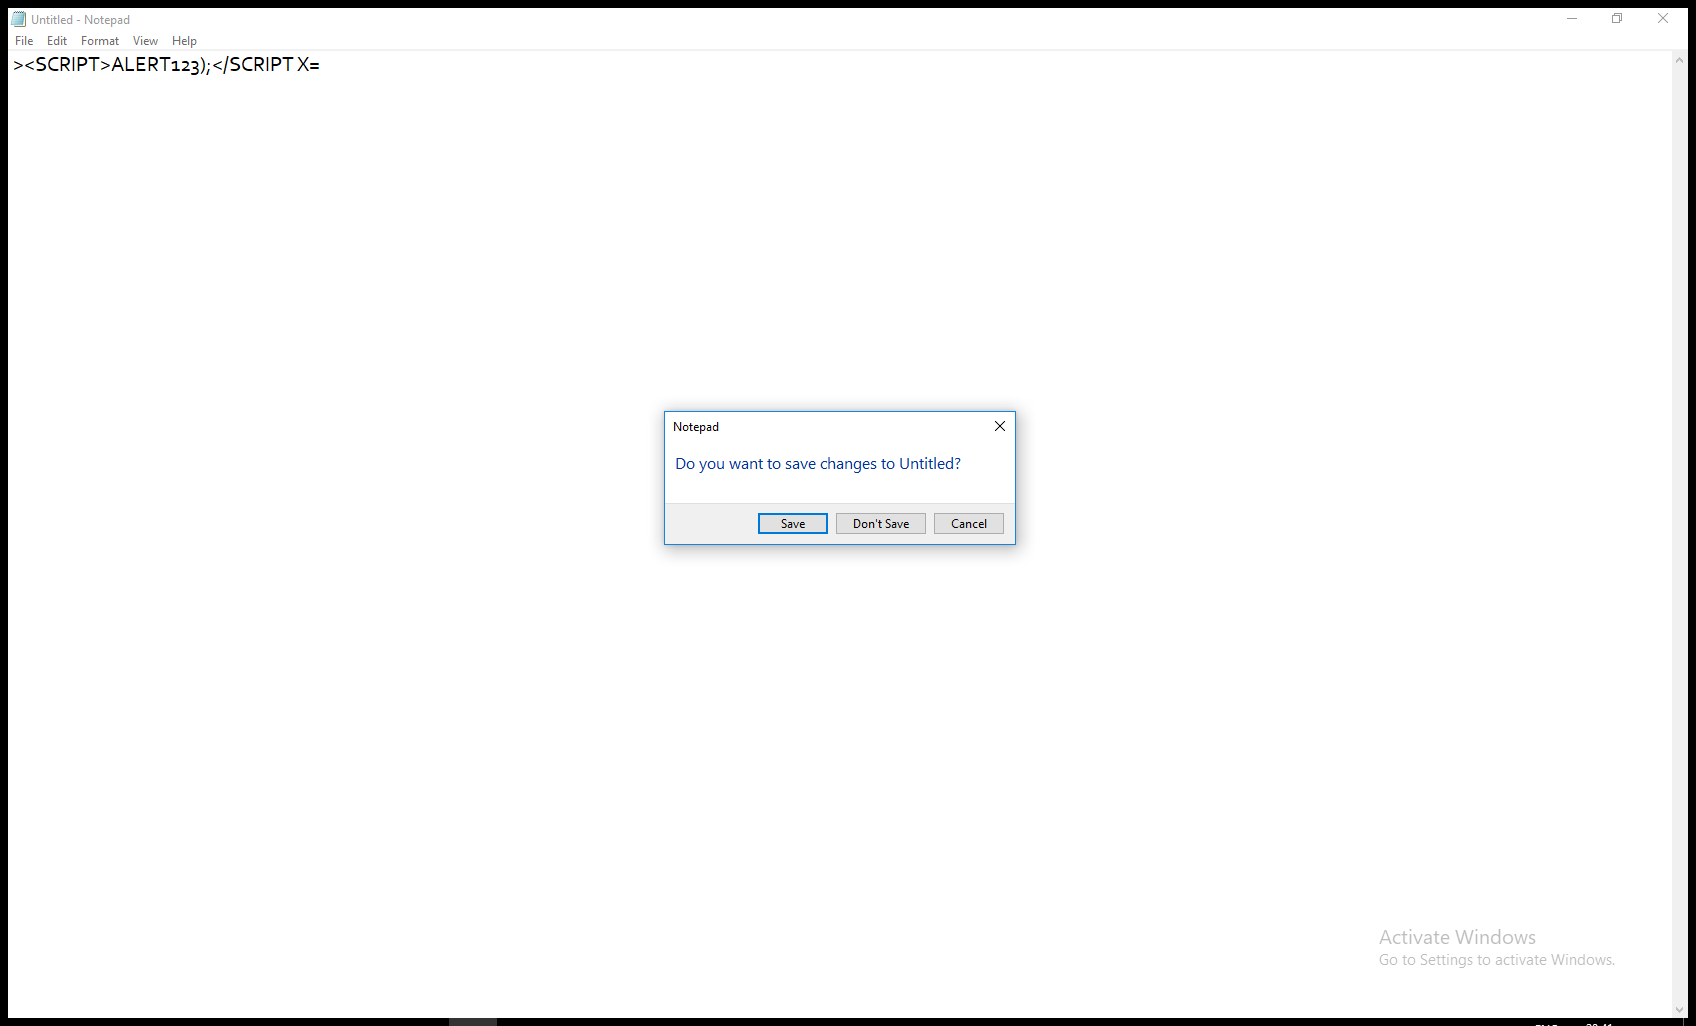 Untitled - Notepad
File Edit Format View Help
><SCRIPT>ALERT123);</SCRIPT X=
Notepad
Do you want to save changes to Untitled?
Save Don't Save Cancel
Activate Windows
Go to Settings to activate Windows.